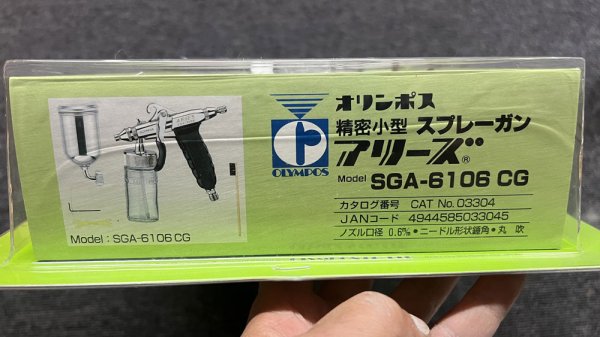 オリンポス
精密小型 スプレーガン
アリーズ®
OLYMPOS
Model SGA-6106 CG
カタログ番号 CAT No.03304
JANコード 4944585033045
ノズル口径 0.6㎜・ニードル形状錘角・丸 吹
Model : SGA-6106 CG